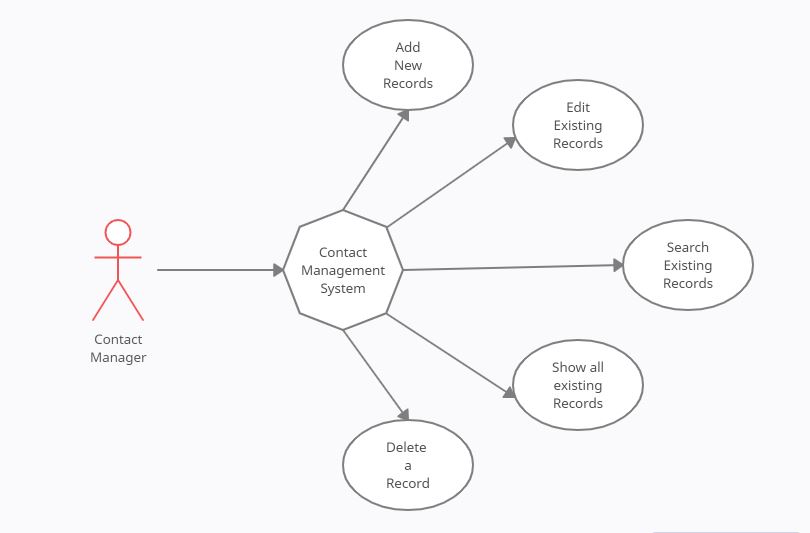 Add
New
Records
Edit
Existing
Records
Contact
Management
System
Search
Existing
Records
Contact
Manager
Show all
existing
Records
Delete
a
Record